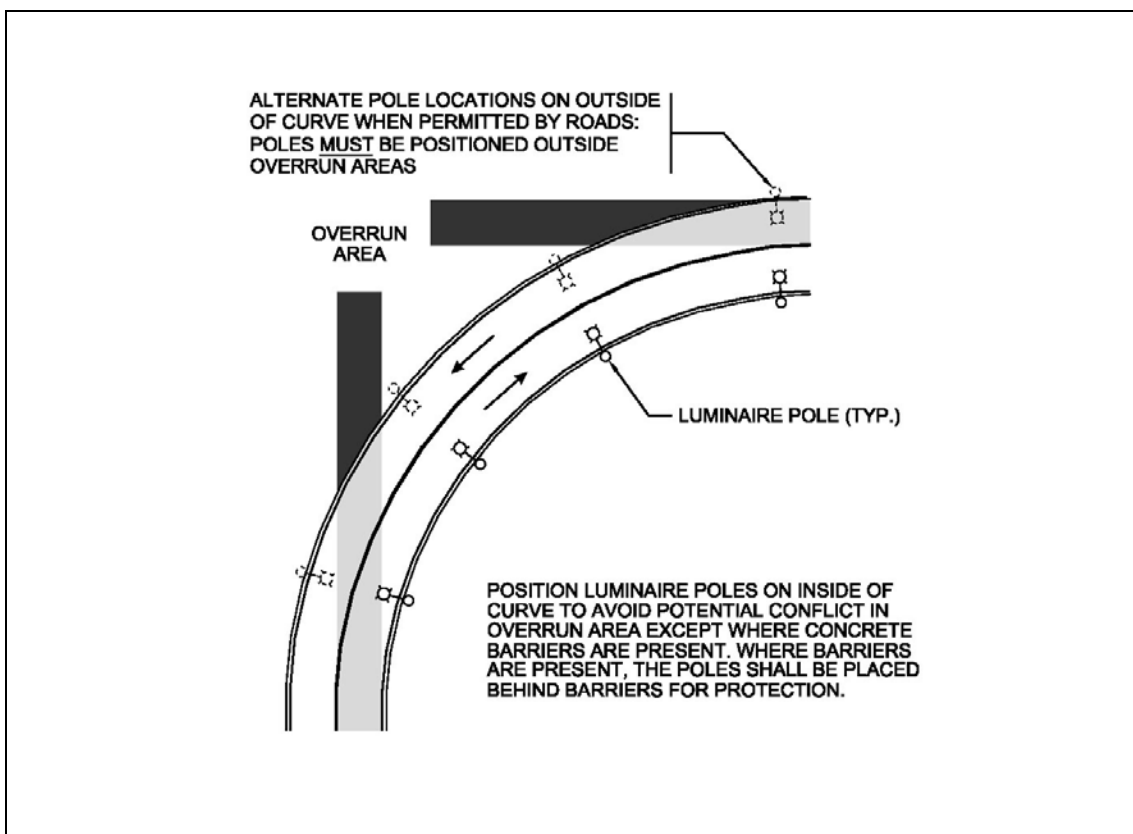 ALTERNATE POLE LOCATIONS ON OUTSIDE
OF CURVE WHEN PERMITTED BY ROADS:
POLES MUST BE POSITIONED OUTSIDE
OVERRUN AREAS
OVERRUN
AREA
LUMINAIRE POLE (TYP.)
POSITION LUMINAIRE POLES ON INSIDE OF
CURVE TO AVOID POTENTIAL CONFLICT IN
OVERRUN AREA EXCEPT WHERE CONCRETE
BARRIERS ARE PRESENT. WHERE BARRIERS
ARE PRESENT, THE POLES SHALL BE PLACED
BEHIND BARRIERS FOR PROTECTION.